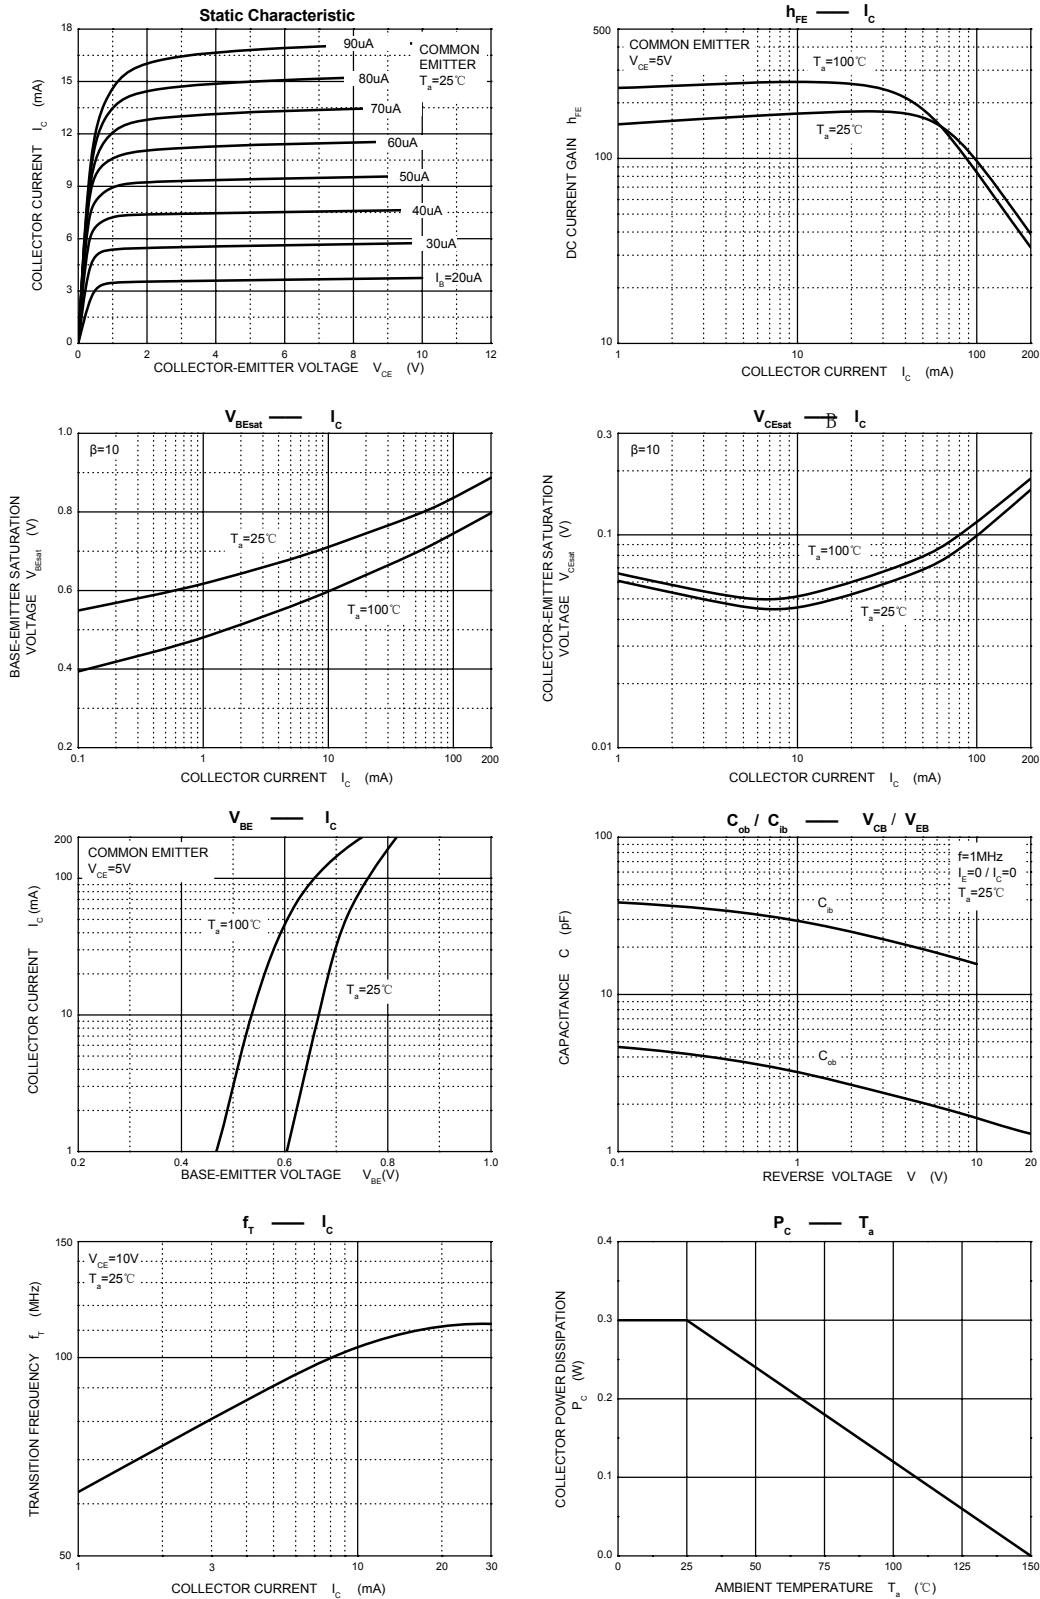 Static Characteristic
18
15
12
9
6
3
0
0
2
4
6
8
10
12
90uA
80uA
70uA
60uA
50uA
40uA
30uA
I_B=20uA
COMMON
EMITTER
T_a=25℃
COLLECTOR CURRENT I_C (mA)
COLLECTOR-EMITTER VOLTAGE V_CE (V)
h_FE —— I_C
COMMON EMITTER
V_CE=5V
T_a=100℃
T_a=25℃
500
100
10
1
10
100
200
DC CURRENT GAIN h_FE
COLLECTOR CURRENT I_C (mA)
V_BEsat —— I_C
β=10
T_a=25℃
T_a=100℃
1.0
0.8
0.6
0.4
0.2
0.1
1
10
100
200
BASE-EMITTER SATURATION
VOLTAGE V_BEsat (V)
COLLECTOR CURRENT I_C (mA)
V_CEsat —— B I_C
β=10
T_a=100℃
T_a=25℃
0.3
0.1
0.01
1
10
100
200
COLLECTOR-EMITTER SATURATION
VOLTAGE V_CEsat (V)
COLLECTOR CURRENT I_C (mA)
V_BE —— I_C
COMMON EMITTER
V_CE=5V
T_a=100℃
T_a=25℃
200
100
10
1
0.2
0.4
0.6
0.8
1.0
COLLECTOR CURRENT I_C (mA)
BASE-EMITTER VOLTAGE V_BE(V)
C_ob / C_ib —— V_CB / V_EB
f=1MHz
I_E=0 / I_C=0
T_a=25℃
C_ib
C_ob
100
10
1
0.1
1
10
20
CAPACITANCE C (pF)
REVERSE VOLTAGE V (V)
f_T —— I_C
V_CE=10V
T_a=25℃
150
100
50
1
3
10
20
30
TRANSITION FREQUENCY f_T (MHz)
COLLECTOR CURRENT I_C (mA)
P_C —— T_a
0.4
0.3
0.2
0.1
0.0
0
25
50
75
100
125
150
COLLECTOR POWER DISSIPATION
P_C (W)
AMBIENT TEMPERATURE T_a (℃)